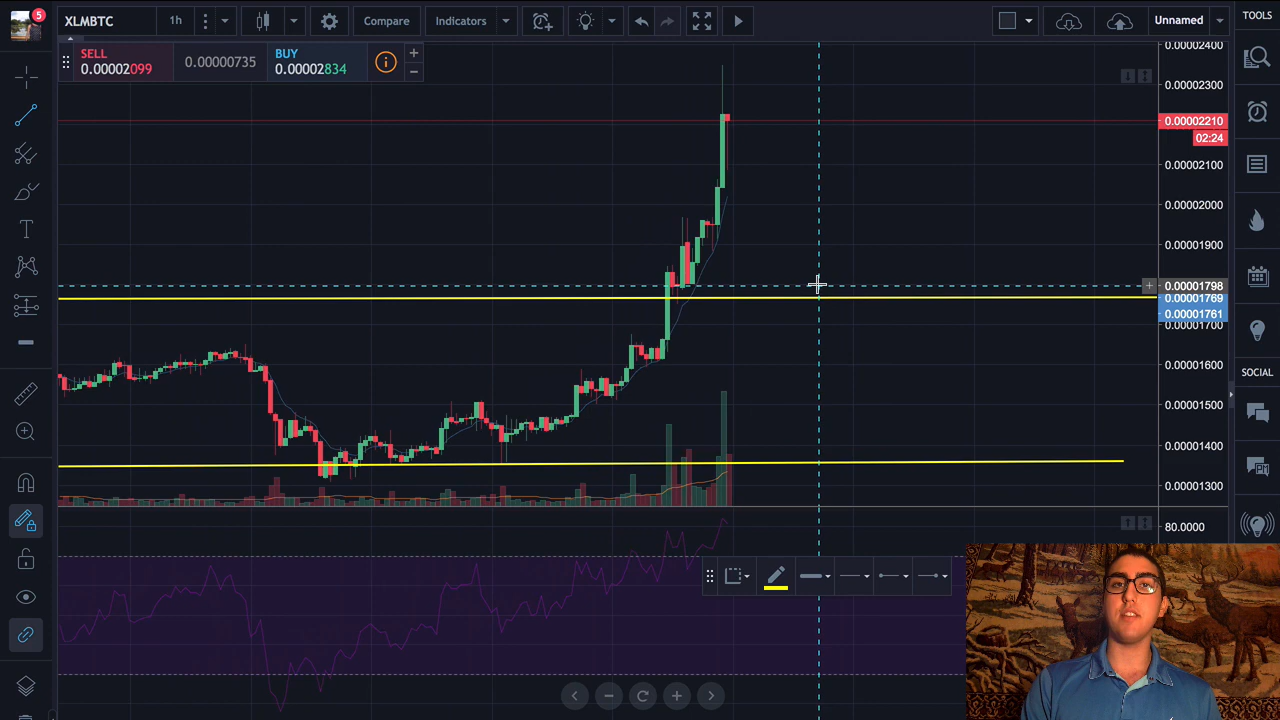 5
XLMBTC
1h
Compare
Indicators
Unnamed
TOOLS
SELL
0.00002099
0.00000735
BUY
0.00002834
0.00002400
0.00002300
0.00002210
02:24
0.00002100
0.00002000
0.00001900
0.00001798
0.00001769
0.00001761
0.00001700
0.00001600
0.00001500
0.00001400
0.00001300
80.0000
SOCIAL